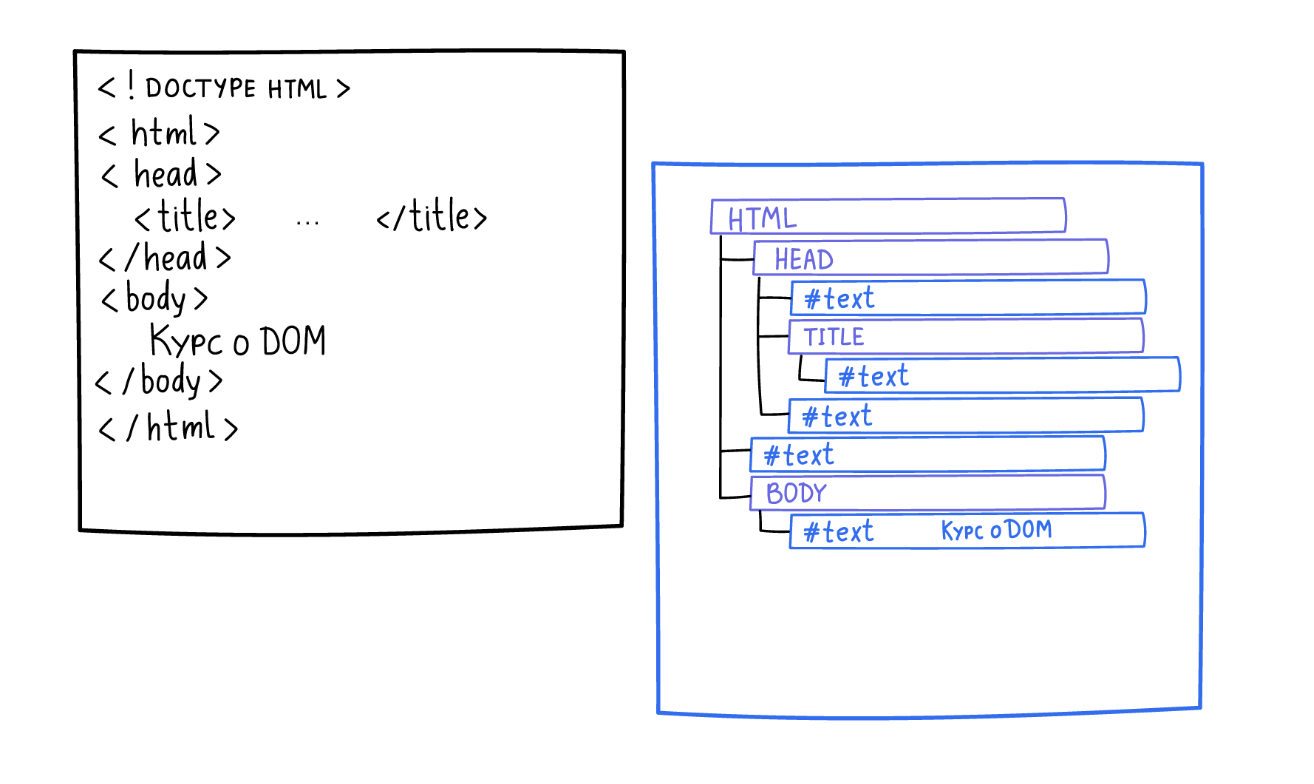 <! DOCTYPE HTML >
< html >
< head >
<title> ... </title>
</head >
<body >
Курс о DOM
</body >
</html >
HTML
HEAD
#text
TITLE
#text
#text
#text
BODY
#text Курс о DOM